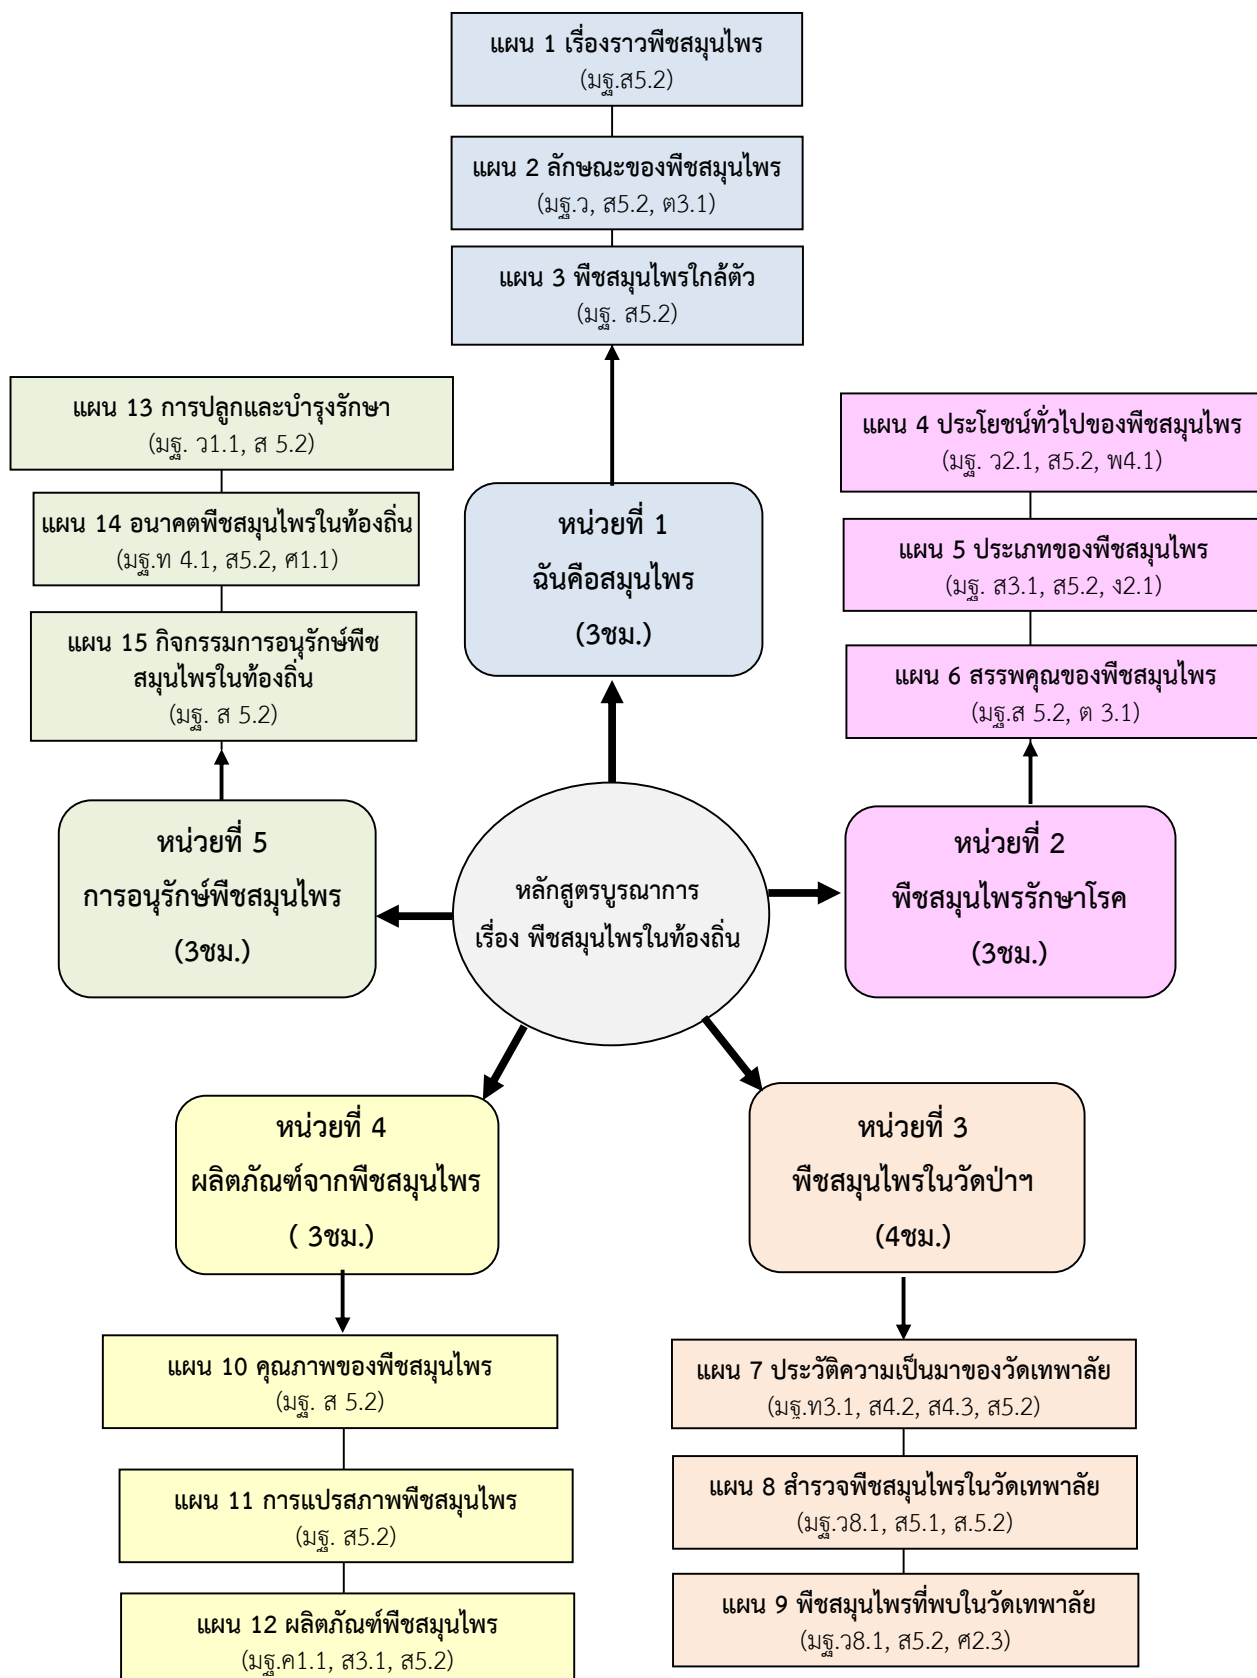 แผน 1 เรื่องราวพืชสมุนไพร
(มฐ.ส5.2)
แผน 2 ลักษณะของพืชสมุนไพร
(มฐ.ว, ส5.2, ต3.1)
แผน 3 พืชสมุนไพรใกล้ตัว
(มฐ. ส5.2)
หน่วยที่ 1
ฉันคือสมุนไพร
(3ชม.)
แผน 4 ประโยชน์ทั่วไปของพืชสมุนไพร
(มฐ. ว2.1, ส5.2, พ4.1)
แผน 5 ประเภทของพืชสมุนไพร
(มฐ. ส3.1, ส5.2, ง2.1)
แผน 6 สรรพคุณของพืชสมุนไพร
(มฐ.ส 5.2, ต 3.1)
หน่วยที่ 2
พืชสมุนไพรรักษาโรค
(3ชม.)
แผน 13 การปลูกและบำรุงรักษา
(มฐ. ว1.1, ส 5.2)
แผน 14 อนาคตพืชสมุนไพรในท้องถิ่น
(มฐ.ท 4.1, ส5.2, ศ1.1)
แผน 15 กิจกรรมการอนุรักษ์พืช
สมุนไพรในท้องถิ่น
(มฐ. ส 5.2)
หน่วยที่ 5
การอนุรักษ์พืชสมุนไพร
(3ชม.)
หลักสูตรบูรณาการ
เรื่อง พืชสมุนไพรในท้องถิ่น
หน่วยที่ 4
ผลิตภัณฑ์จากพืชสมุนไพร
( 3ชม.)
แผน 10 คุณภาพของพืชสมุนไพร
(มฐ. ส 5.2)
แผน 11 การแปรสภาพพืชสมุนไพร
(มฐ. ส5.2)
แผน 12 ผลิตภัณฑ์พืชสมุนไพร
(มฐ.ค1.1, ส3.1, ส5.2)
หน่วยที่ 3
พืชสมุนไพรในวัดป่าฯ
(4ชม.)
แผน 7 ประวัติความเป็นมาของวัดเทพาลัย
(มฐ.ท3.1, ส4.2, ส4.3, ส5.2)
แผน 8 สำรวจพืชสมุนไพรในวัดเทพาลัย
(มฐ.ว8.1, ส5.1, ส.5.2)
แผน 9 พืชสมุนไพรที่พบในวัดเทพาลัย
(มฐ.ว8.1, ส5.2, ศ2.3)